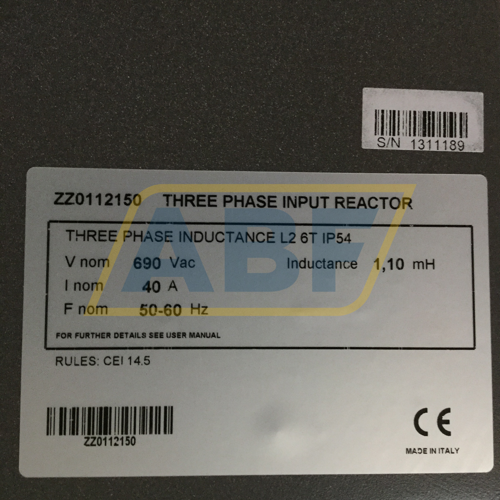 S/N 1311189
ZZ0112150 THREE PHASE INPUT REACTOR
THREE PHASE INDUCTANCE L2 6T IP54
V nom 690 Vac Inductance 1,10 mH
I nom 40 A
F nom 50-60 Hz
FOR FURTHER DETAILS SEE USER MANUAL
RULES: CEI 14.5
ZZ0112150
CE
MADE IN ITALY
ABF